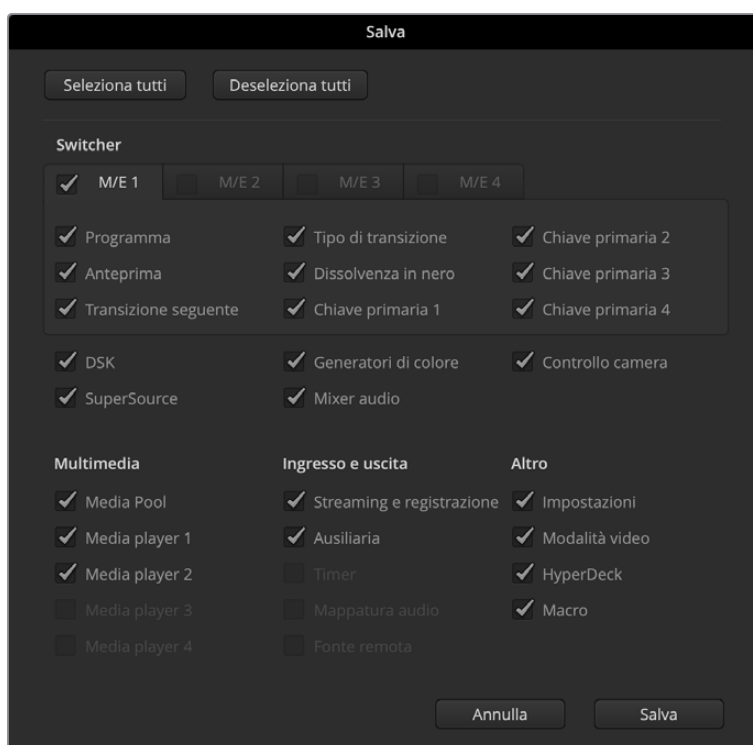 Salva
Seleziona tutti Deseleziona tutti
Switcher
M/E 1 M/E 2 M/E 3 M/E 4
Programma Tipo di transizione Chiave primaria 2
Anteprima Dissolvenza in nero Chiave primaria 3
Transizione seguente Chiave primaria 1 Chiave primaria 4
DSK Generatori di colore Controllo camera
SuperSource Mixer audio
Multimedia Ingresso e uscita Altro
Media Pool Streaming e registrazione Impostazioni
Media player 1 Ausiliaria Modalità video
Media player 2 Timer HyperDeck
Media player 3 Mappatura audio Macro
Media player 4 Fonte remota
Annulla Salva